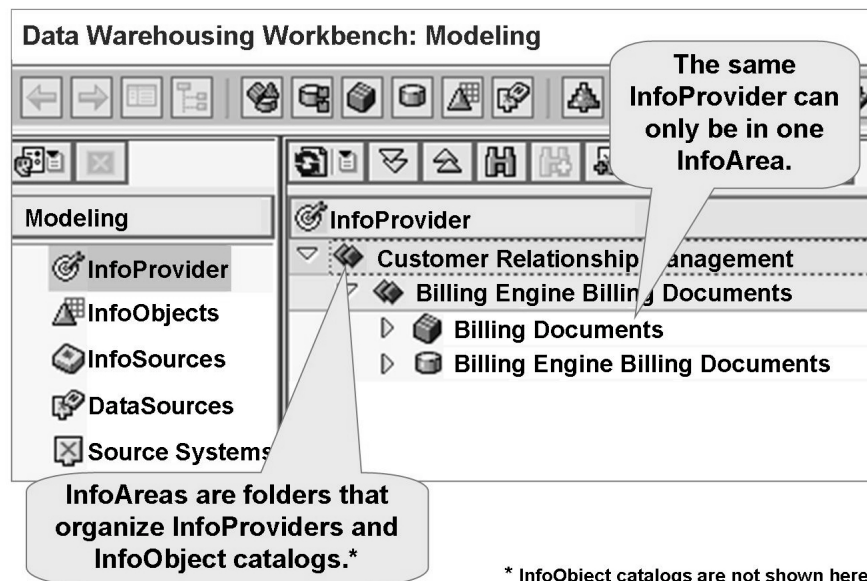 Data Warehousing Workbench: Modeling
The same
InfoProvider can
only be in one
InfoArea.
Modeling
InfoProvider
InfoObjects
InfoSources
DataSources
Source Systems
InfoProvider
Customer Relationship Management
Billing Engine Billing Documents
Billing Documents
Billing Engine Billing Documents
InfoAreas are folders that
organize InfoProviders and
InfoObject catalogs.*
* InfoObject catalogs are not shown here